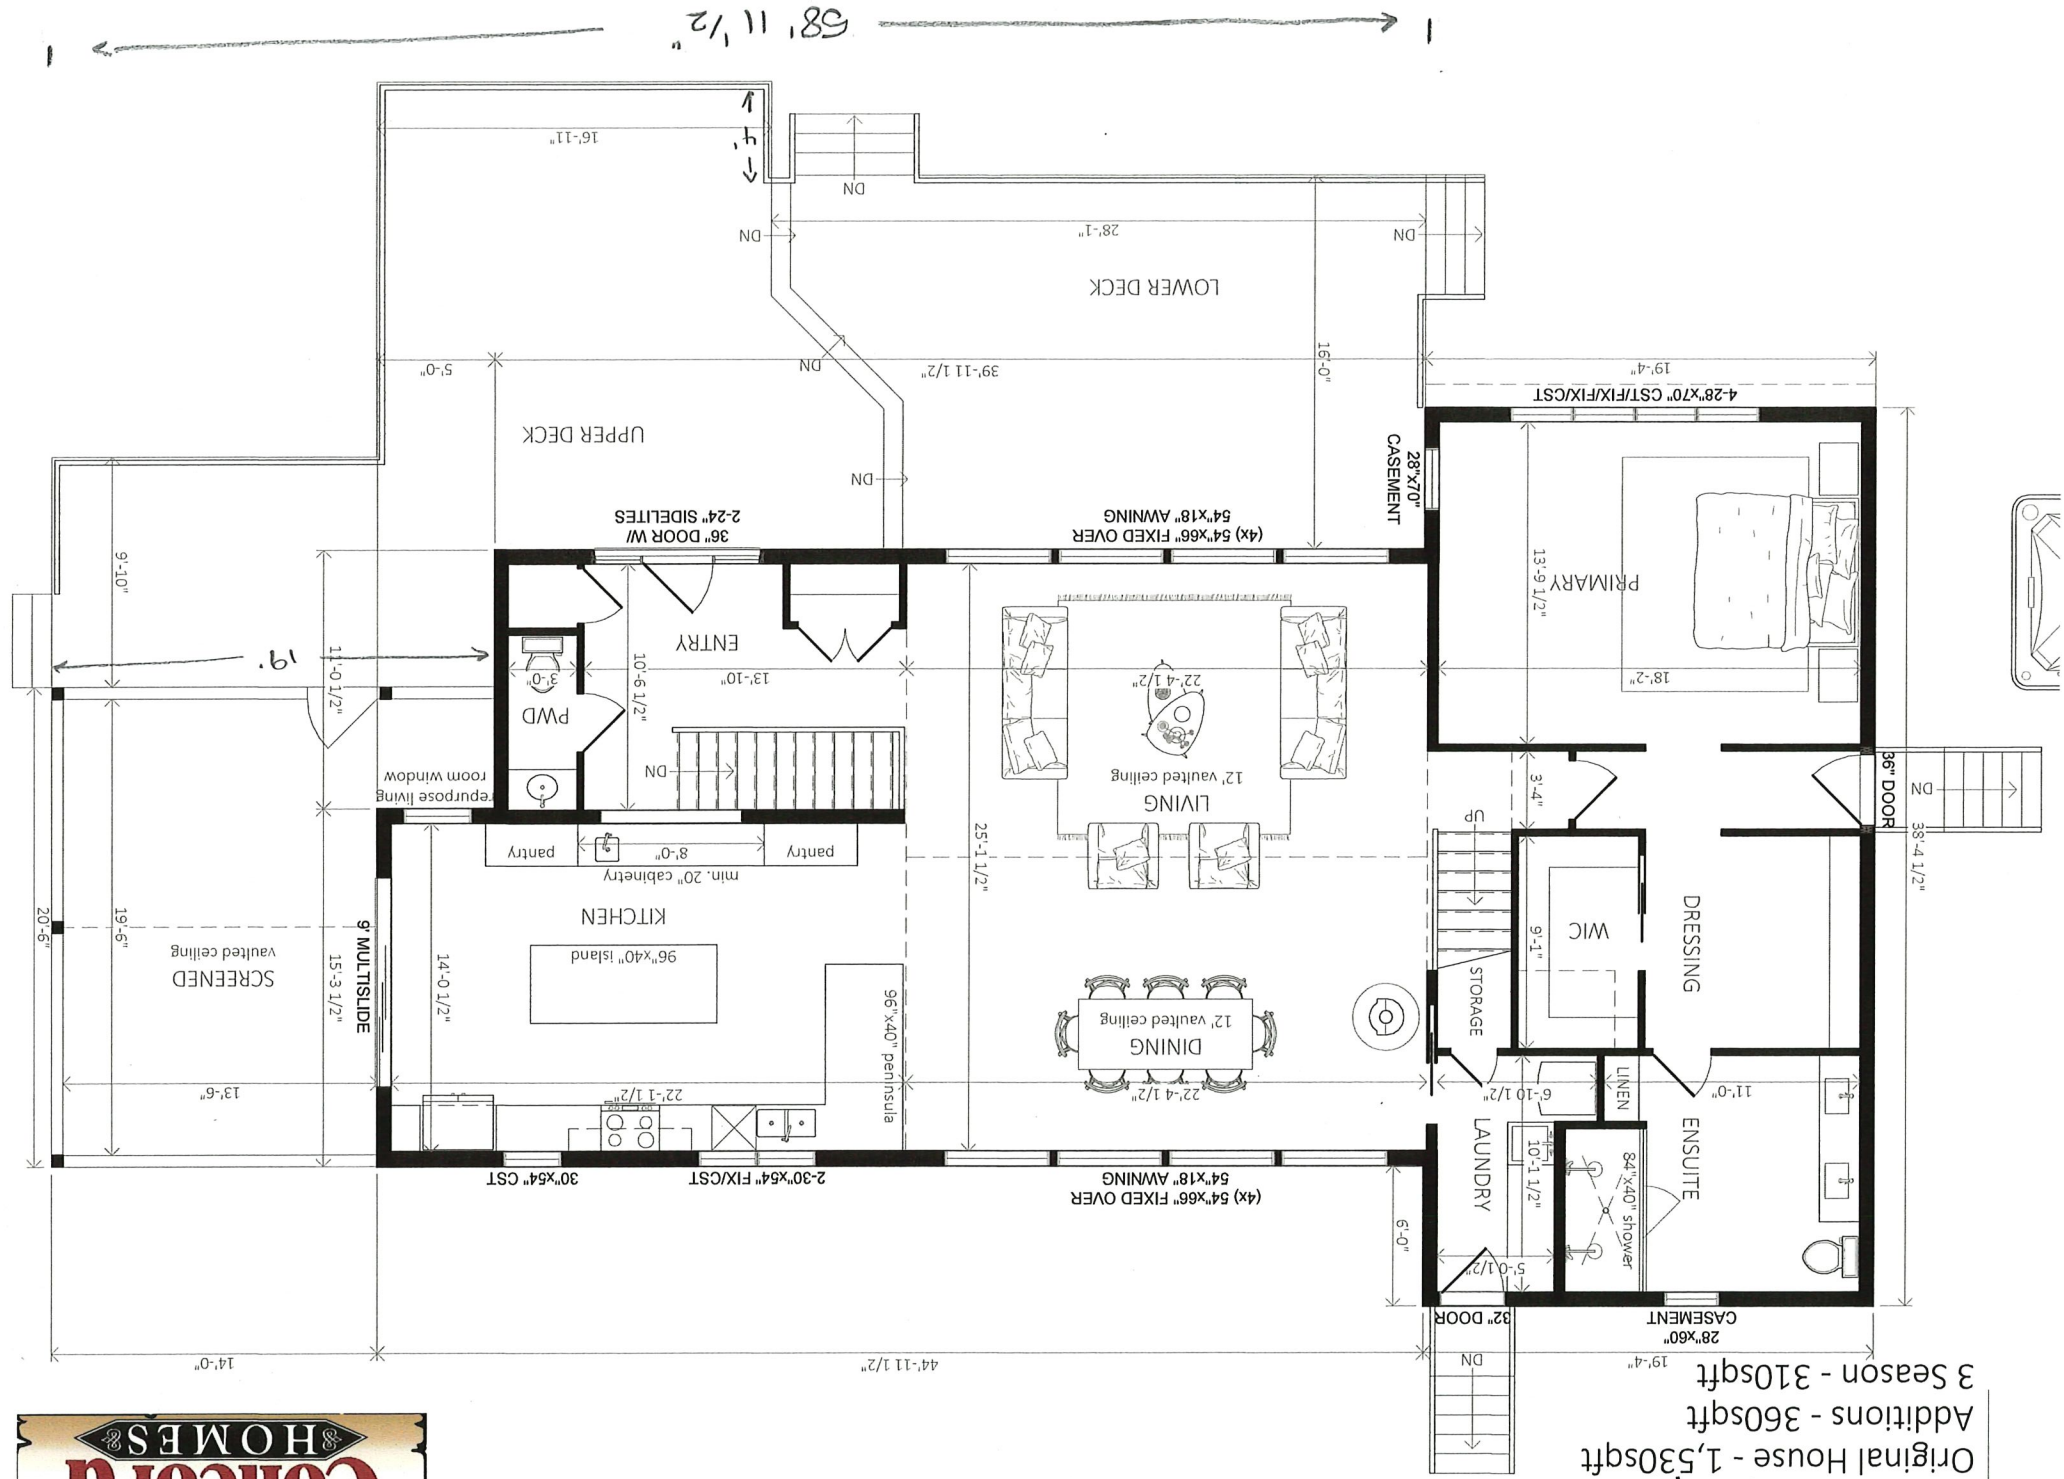 Concord
HOMES
Original House - 1,530sqft
Additions - 360sqft
3 Season - 310sqft
DN
19'-4"
44'-11 1/2"
14'-0"
28"x60"
CASEMENT
32" DOOR
6'-0"
5'-0 1/2"
84"x40" shower
ENSUITE
LAUNDRY
10'-1 1/2"
(4x) 54"x66" FIXED OVER
54"x18" AWNING
2-30"x54" FIX/CST
30"x54" CST
11'-0"
LINEN
6'-10 1/2"
22'-4 1/2"
22'-1 1/2"
13'-6"
DINING
12' vaulted ceiling
96"x40" peninsula
96"x40" island
KITCHEN
14'-0 1/2"
9' MULTISLIDE
15'-3 1/2"
SCREENED
vaulted ceiling
19'-6"
20'-6"
DRESSING
WIC
9'-1"
STORAGE
UP
min. 20" cabinetry
8'-0"
pantry
pantry
25'-1 1/2"
38'-4 1/2"
36" DOOR
DN
3'-4"
LIVING
12' vaulted ceiling
DN
repurpose living
room window
PWD
3'-0"
13'-10"
10'-6 1/2"
22'-4 1/2"
18'-2"
ENTRY
11'-0 1/2"
19'
PRIMARY
13'-9 1/2"
9'-10"
(4x) 54"x66" FIXED OVER
54"x18" AWNING
36" DOOR W/
2-24" SIDELITES
28"x70"
CASEMENT
DN
UPPER DECK
4-28"x70" CST/FIX/FIX/CST
19'-4"
39'-11 1/2"
5'-0"
DN
16'-0"
LOWER DECK
DN
28'-1"
DN
DN
4'
16'-11"
58' 11 1/2"